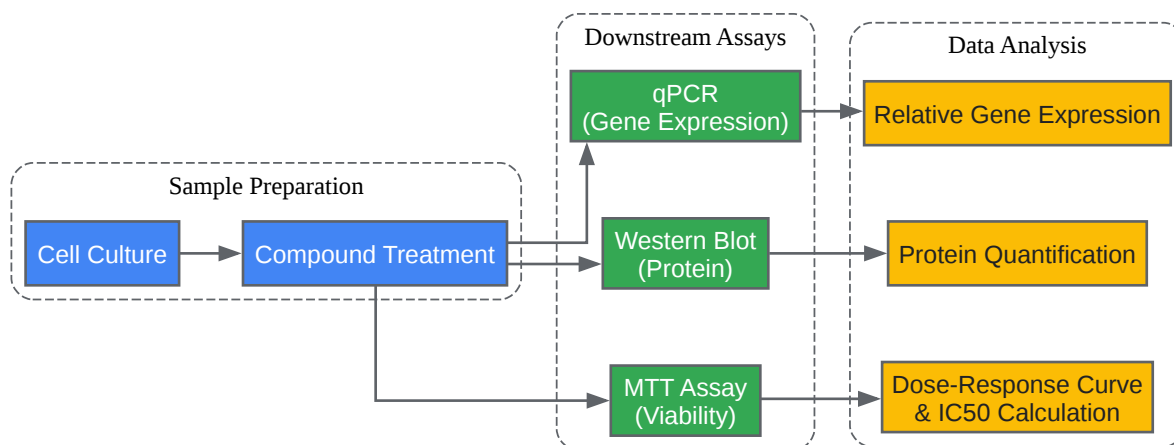 Sample Preparation
Cell Culture
Compound Treatment
Downstream Assays
qPCR
(Gene Expression)
Western Blot
(Protein)
MTT Assay
(Viability)
Data Analysis
Relative Gene Expression
Protein Quantification
Dose-Response Curve
& IC50 Calculation